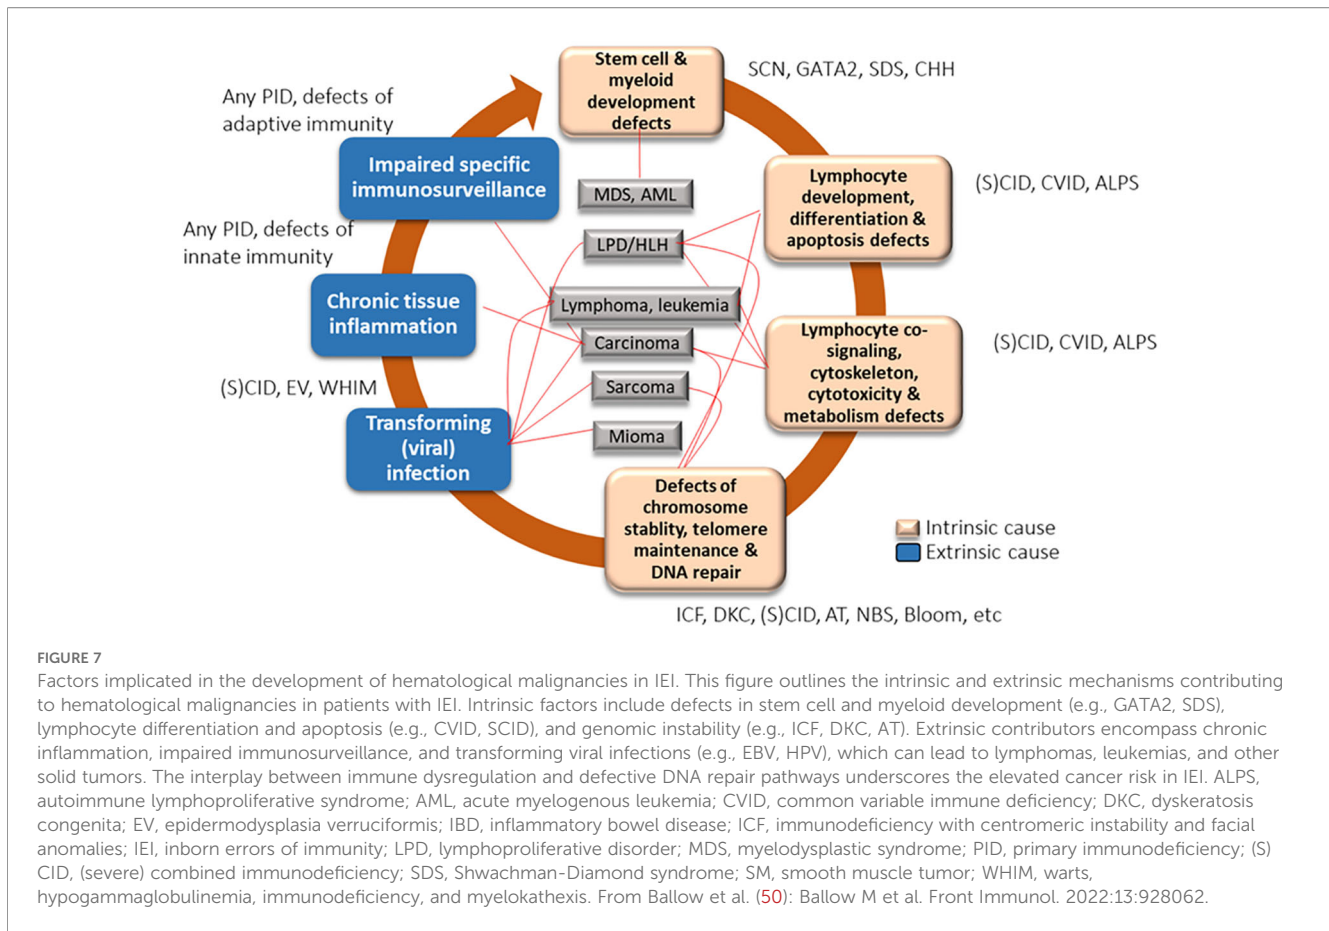 Stem cell &
myeloid
development
defects
SCN, GATA2, SDS, CHH
Any PID, defects of
adaptive immunity
Impaired specific
immunosurveillance
MDS, AML
Lymphocyte
development,
differentiation &
apoptosis defects
(S)CID, CVID, ALPS
Any PID, defects of
innate immunity
LPD/HLH
Chronic tissue
inflammation
Lymphoma, leukemia
Carcinoma
Lymphocyte co-
signaling,
cytoskeleton,
cytotoxicity &
metabolism defects
(S)CID, CVID, ALPS
(S)CID, EV, WHIM
Sarcoma
Transforming
(viral)
infection
Mioma
Defects of
chromosome
stablity, telomere
maintenance &
DNA repair
Intrinsic cause
Extrinsic cause
ICF, DKC, (S)CID, AT, NBS, Bloom, etc
FIGURE 7
Factors implicated in the development of hematological malignancies in IEI. This figure outlines the intrinsic and extrinsic mechanisms contributing
to hematological malignancies in patients with IEI. Intrinsic factors include defects in stem cell and myeloid development (e.g., GATA2, SDS),
lymphocyte differentiation and apoptosis (e.g., CVID, SCID), and genomic instability (e.g., ICF, DKC, AT). Extrinsic contributors encompass chronic
inflammation, impaired immunosurveillance, and transforming viral infections (e.g., EBV, HPV), which can lead to lymphomas, leukemias, and other
solid tumors. The interplay between immune dysregulation and defective DNA repair pathways underscores the elevated cancer risk in IEI. ALPS,
autoimmune lymphoproliferative syndrome; AML, acute myelogenous leukemia; CVID, common variable immune deficiency; DKC, dyskeratosis
congenita; EV, epidermodysplasia verruciformis; IBD, inflammatory bowel disease; ICF, immunodeficiency with centromeric instability and facial
anomalies; IEI, inborn errors of immunity; LPD, lymphoproliferative disorder; MDS, myelodysplastic syndrome; PID, primary immunodeficiency; (S)
CID, (severe) combined immunodeficiency; SDS, Shwachman-Diamond syndrome; SM, smooth muscle tumor; WHIM, warts,
hypogammaglobulinemia, immunodeficiency, and myelokathexis. From Ballow et al. (50): Ballow M et al. Front Immunol. 2022:13:928062.